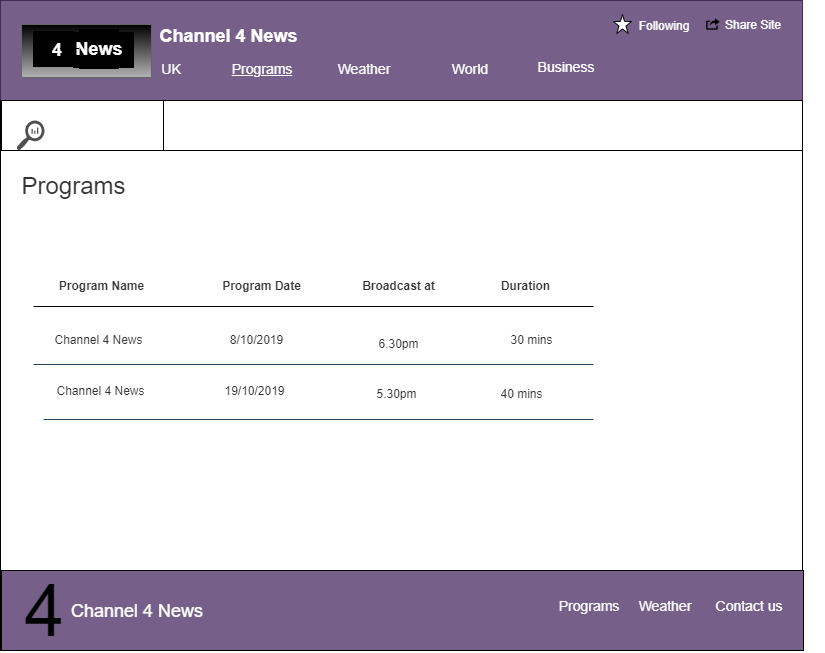 4 News
Channel 4 News
Following
Share Site
UK Programs Weather World Business
Programs
Program Name Program Date Broadcast at Duration
Channel 4 News 8/10/2019 6.30pm 30 mins
Channel 4 News 19/10/2019 5.30pm 40 mins
4 Channel 4 News
Programs Weather Contact us